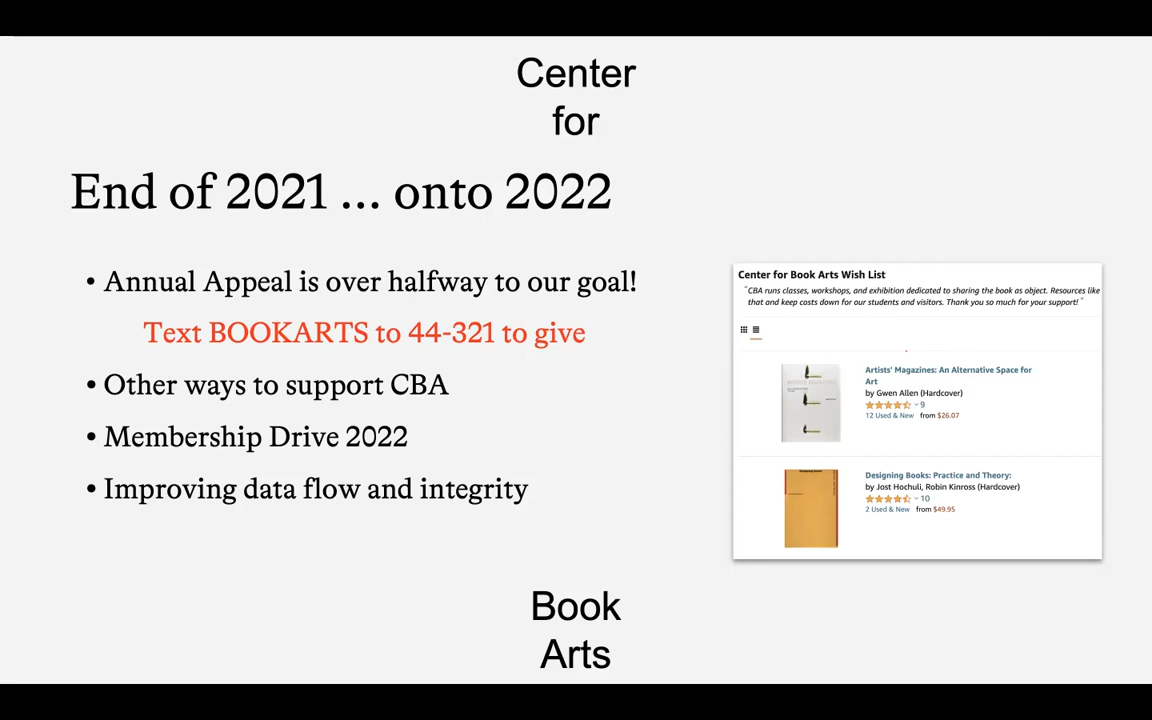 Center
for
End of 2021 ... onto 2022
• Annual Appeal is over halfway to our goal!
Text BOOKARTS to 44-321 to give
• Other ways to support CBA
• Membership Drive 2022
• Improving data flow and integrity
Center for Book Arts Wish List
"CBA runs classes, workshops, and exhibition dedicated to sharing the book as object. Resources like
that and keep costs down for our students and visitors. Thank you so much for your support!"
Artists' Magazines: An Alternative Space for
Art
by Gwen Allen (Hardcover)
9
12 Used & New from $26.07
Designing Books: Practice and Theory:
by Jost Hochuli, Robin Kinross (Hardcover)
10
2 Used & New from $49.95
Book
Arts